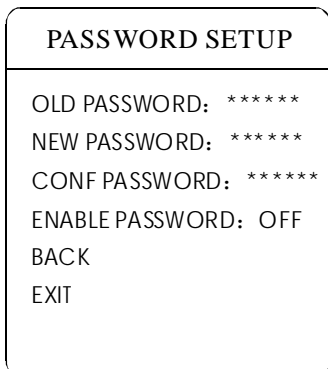 PASSWORD SETUP
OLD PASSWORD：******
NEW PASSWORD：******
CONF PASSWORD：******
ENABLE PASSWORD：OFF
BACK
EXIT